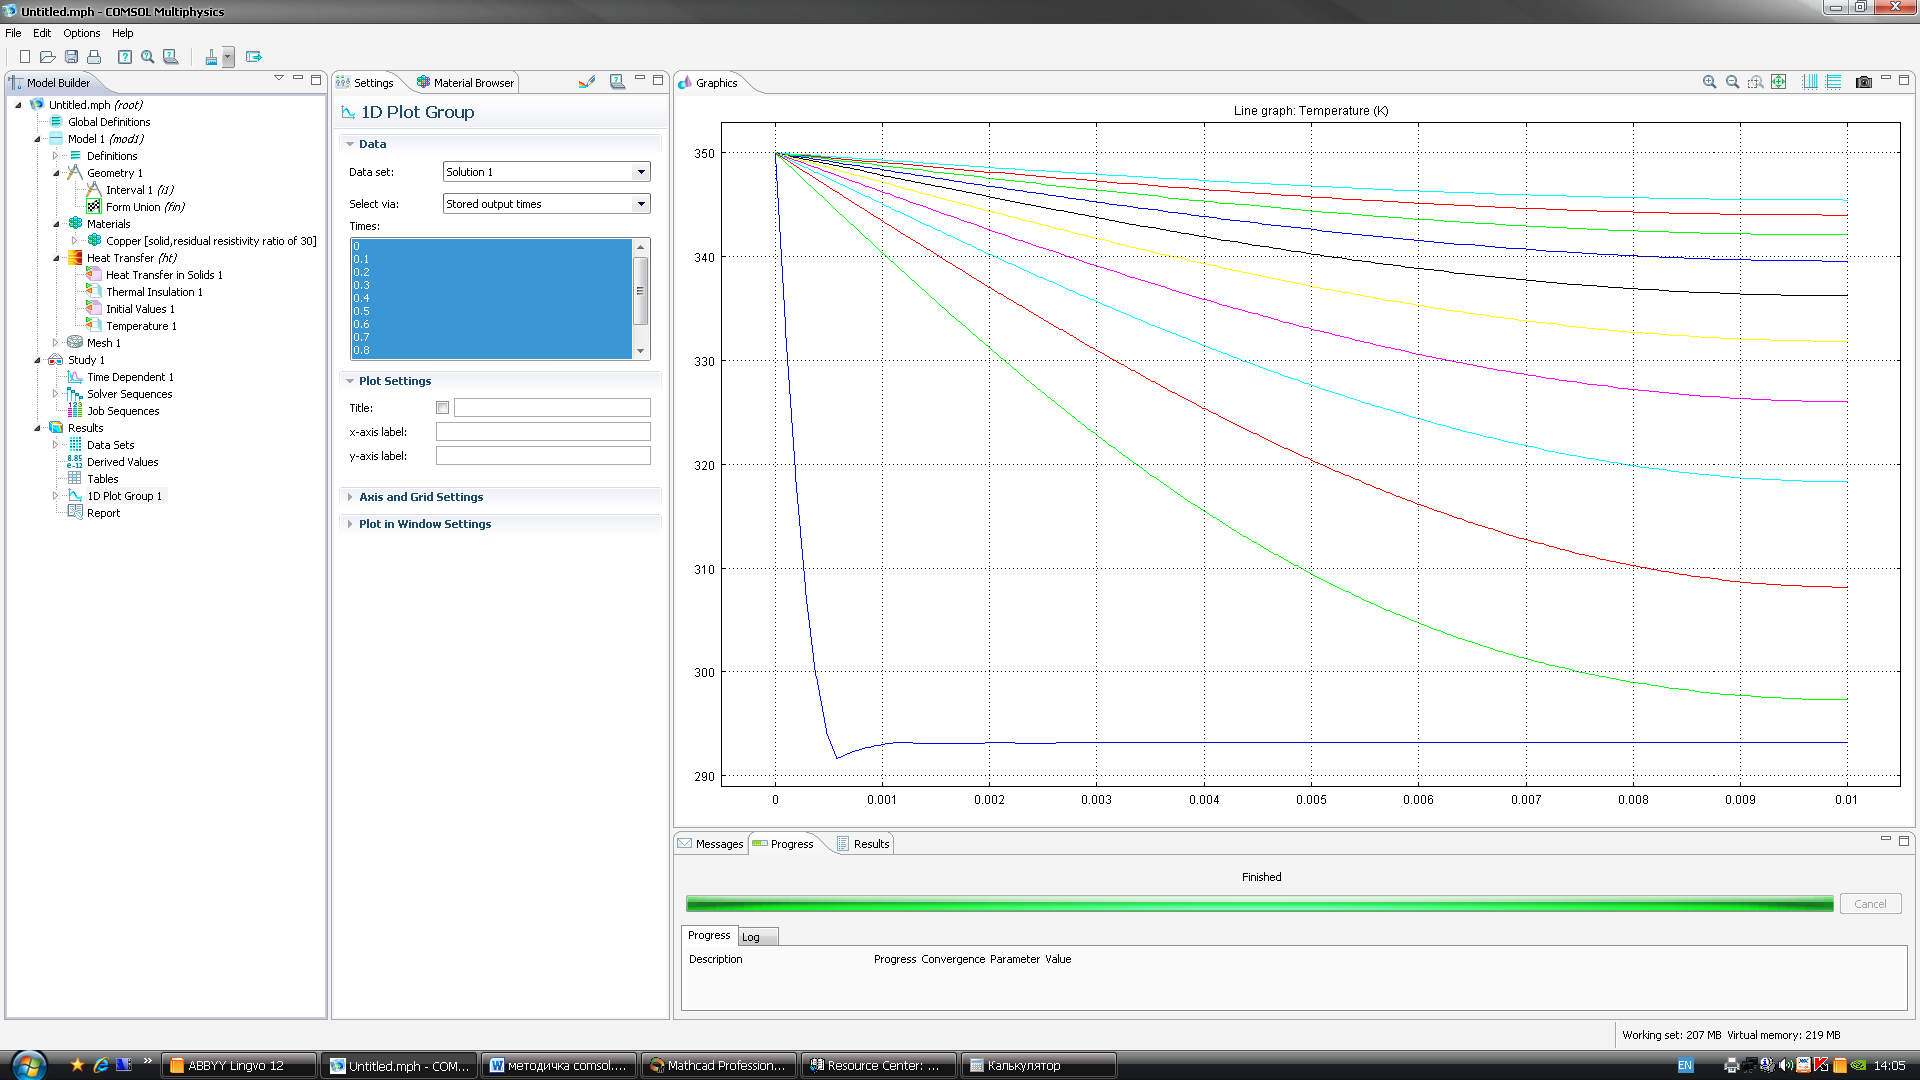 Untitled.mph - COMSOL Multiphysics
File Edit Options Help
Model Builder
Untitled.mph (root)
Global Definitions
Model 1 (mod1)
Definitions
Geometry 1
Interval 1 (i1)
Form Union (fin)
Materials
Copper [solid,residual resistivity ratio of 30]
Heat Transfer (ht)
Heat Transfer in Solids 1
Thermal Insulation 1
Initial Values 1
Temperature 1
Mesh 1
Study 1
Time Dependent 1
Solver Sequences
Job Sequences
Results
Data Sets
Derived Values
Tables
1D Plot Group 1
Report
Settings
Material Browser
1D Plot Group
Data
Data set: Solution 1
Select via: Stored output times
Times:
0
0.1
0.2
0.3
0.4
0.5
0.6
0.7
0.8
Plot Settings
Title:
x-axis label:
y-axis label:
Axis and Grid Settings
Plot in Window Settings
Graphics
Line graph: Temperature (K)
350
340
330
320
310
300
290
0 0.001 0.002 0.003 0.004 0.005 0.006 0.007 0.008 0.009 0.01
Messages Progress Results
Finished
Cancel
Progress Log
Description Progress Convergence Parameter Value
Working set: 207 MB Virtual memory: 219 MB
ABBYY Lingvo 12
Untitled.mph - COM...
методичка comsol....
Mathcad Profession...
Resource Center: ...
Калькулятор
EN
14:05